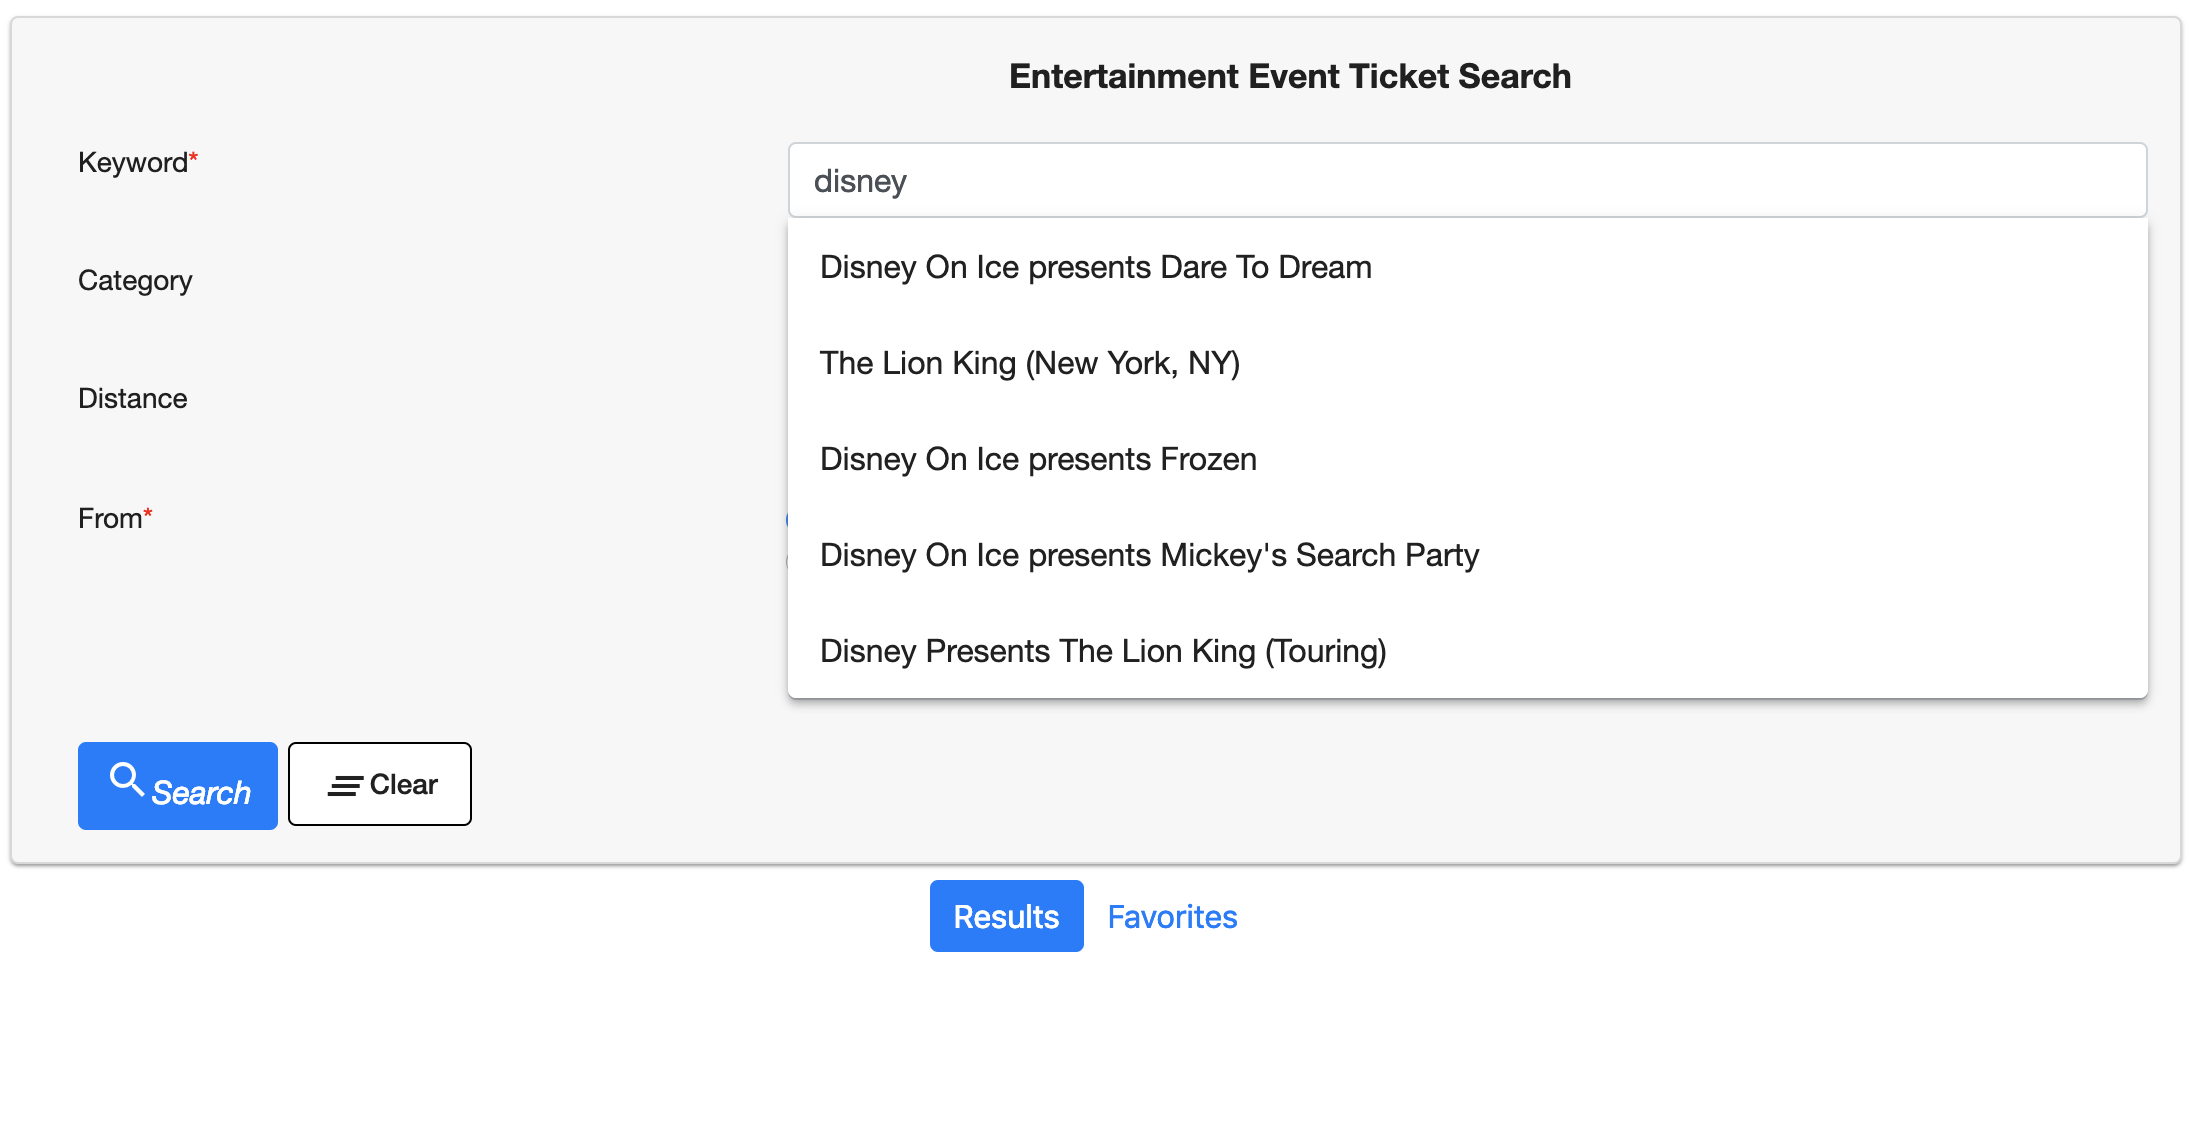 Entertainment Event Ticket Search
Keyword*
disney
Disney On Ice presents Dare To Dream
Category
The Lion King (New York, NY)
Distance
Disney On Ice presents Frozen
From*
Disney On Ice presents Mickey's Search Party
Disney Presents The Lion King (Touring)
Search
Clear
Results
Favorites